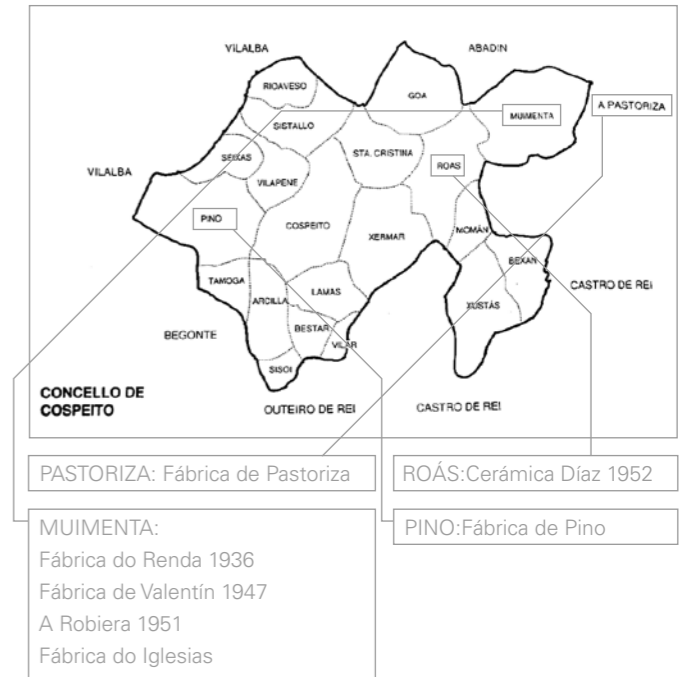 VILALBA
ABADIN
RIOAVESO
GOA
A PASTORIZA
MUIMENTA
SISTALLO
SEIXAS
STA. CRISTINA
ROAS
VILALBA
VILAPENE
PINO
COSPEITO
XERMAR
MOMÁN
BEXAN
TAMOGA
LAMAS
CASTRO DE REI
ARCILLA
XUSTÁS
BEGONTE
BESTAR
VILAR
SISOI
CONCELLO DE
COSPEITO
OUTEIRO DE REI
CASTRO DE REI
PASTORIZA: Fábrica de Pastoriza
ROÁS:Cerámica Díaz 1952
MUIMENTA:
Fábrica do Renda 1936
Fábrica de Valentín 1947
A Robiera 1951
Fábrica do Iglesias
PINO:Fábrica de Pino